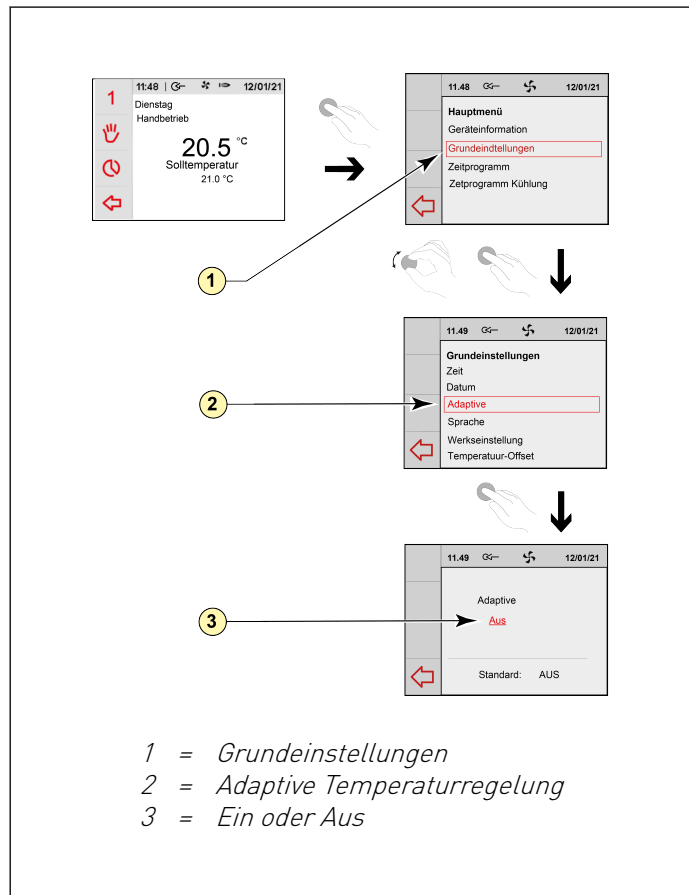 11:48 12/01/21
1
Dienstag
Handbetrieb
20.5 °C
Solltemperatur
21.0 °C
11.48 12/01/21
Hauptmenü
Geräteinformation
Grundeindtellungen
Zeitprogramm
Zetprogramm Kühlung
1
11.49 12/01/21
Grundeinstellungen
Zeit
Datum
Adaptive
Sprache
Werkseinstellung
Temperatuur-Offset
2
11.49 12/01/21
Adaptive
Aus
Standard: AUS
3
1 = Grundeinstellungen
2 = Adaptive Temperaturregelung
3 = Ein oder Aus